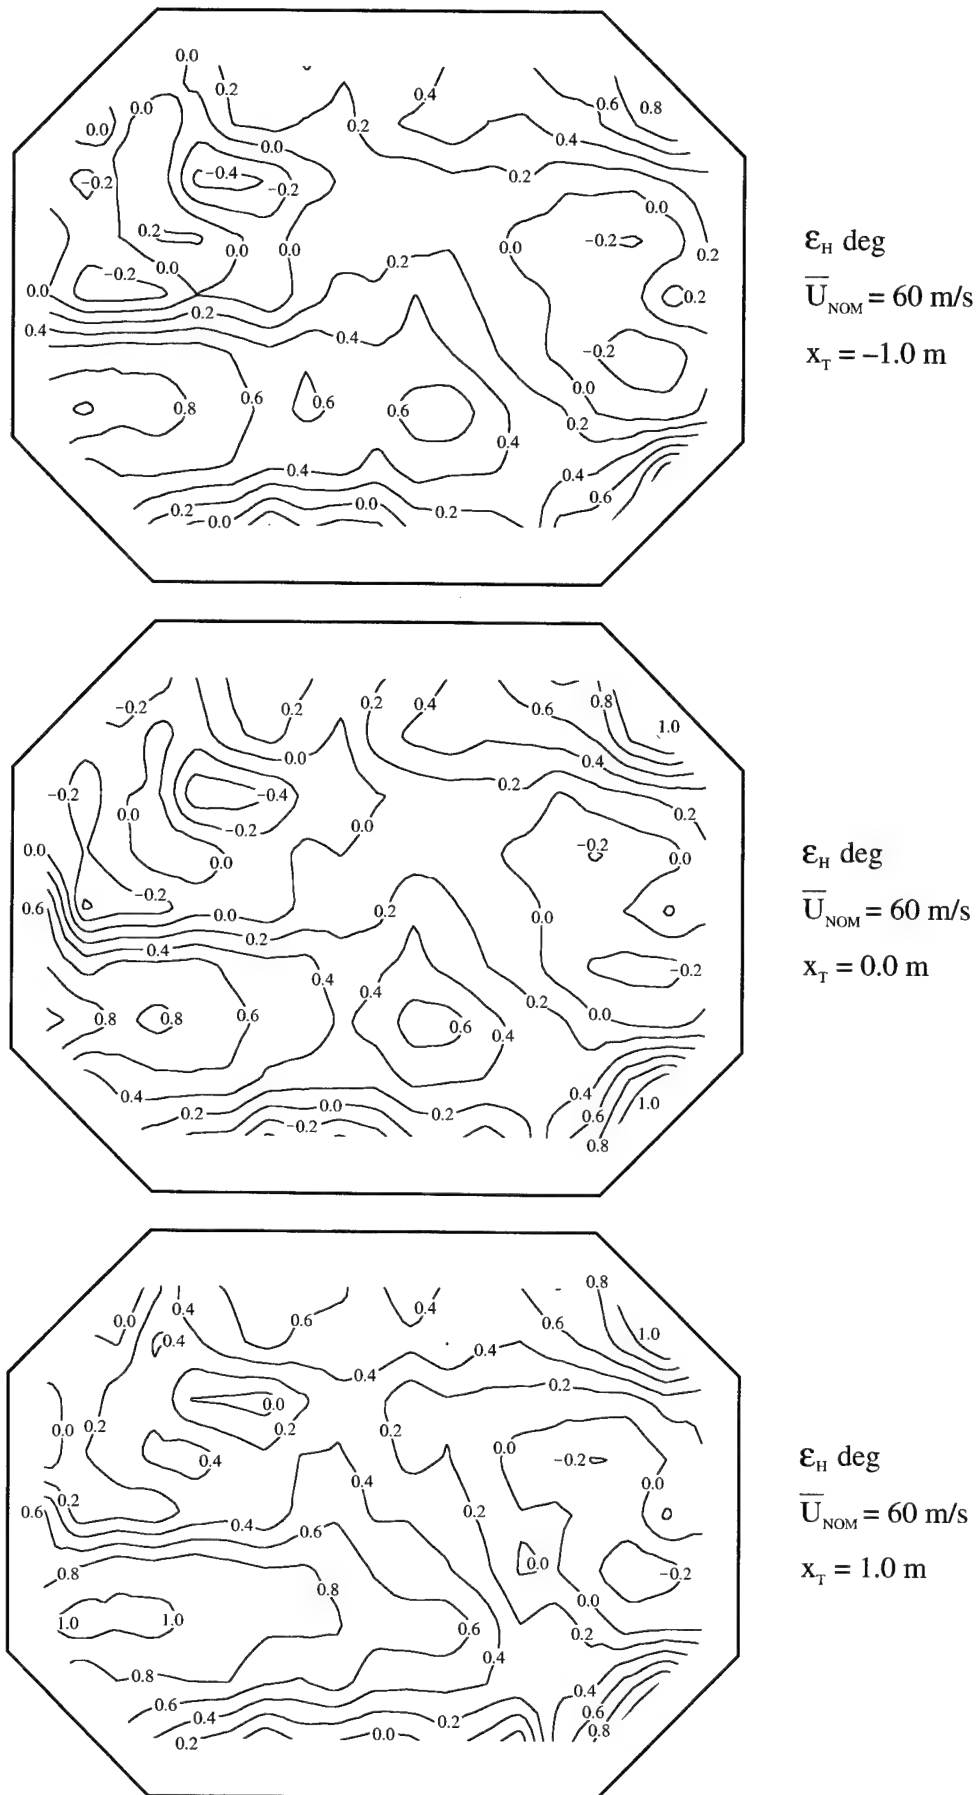 0.0
0.2
0.4
0.6 0.8
0.0 0.2 0.4
0.0 0.0
−0.4 0.2
−0.2 −0.2
0.0
0.2 0.0 0.0 0.0 −0.2 0.2
0.0 0.2
−0.2
0.0 0.2
0.2
0.4 0.4
−0.2
0.0
0.8 0.6 0.6 0.6
0.2
0.4
0.4 0.4
0.6
0.2 0.0 0.2
0.0
εH deg
UNOM = 60 m/s
xT = −1.0 m
−0.2 0.2 0.2 0.4 0.6 0.8
1.0
0.0 0.4
0.2
−0.2 −0.4
0.0 0.2
−0.2 0.0
−0.2
0.0 0.0 0.0
−0.2
0.6 0.0 0.2 0.0
0.2
0.4
0.4 −0.2
0.4
0.2
0.8 0.8 0.6 0.6 0.4 0.0
0.4 0.4
0.2 0.0 0.2 0.6 1.0
−0.2
0.8
εH deg
UNOM = 60 m/s
xT = 0.0 m
0.8
0.0 0.4 0.6 0.4 0.6
1.0
0.4
0.4 0.4
0.2
0.0
0.0 0.2 0.2 0.2
0.0
0.4 −0.2
0.4 0.0
0.2
0.6 0.2
0.4 0.6
0.0
0.8 0.8 −0.2
0.0
1.0 1.0 0.6
0.2
0.4
0.8
0.4
0.6
0.4 0.2 0.6
0.2 0.0 0.8
εH deg
UNOM = 60 m/s
xT = 1.0 m